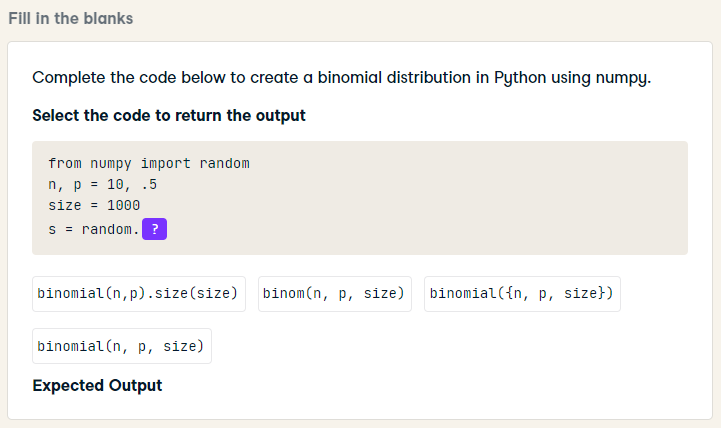 Fill in the blanks
Complete the code below to create a binomial distribution in Python using numpy.
Select the code to return the output
from numpy import random
n, p = 10, .5
size = 1000
s = random. ?
binomial(n,p).size(size)
binom(n, p, size)
binomial({n, p, size})
binomial(n, p, size)
Expected Output